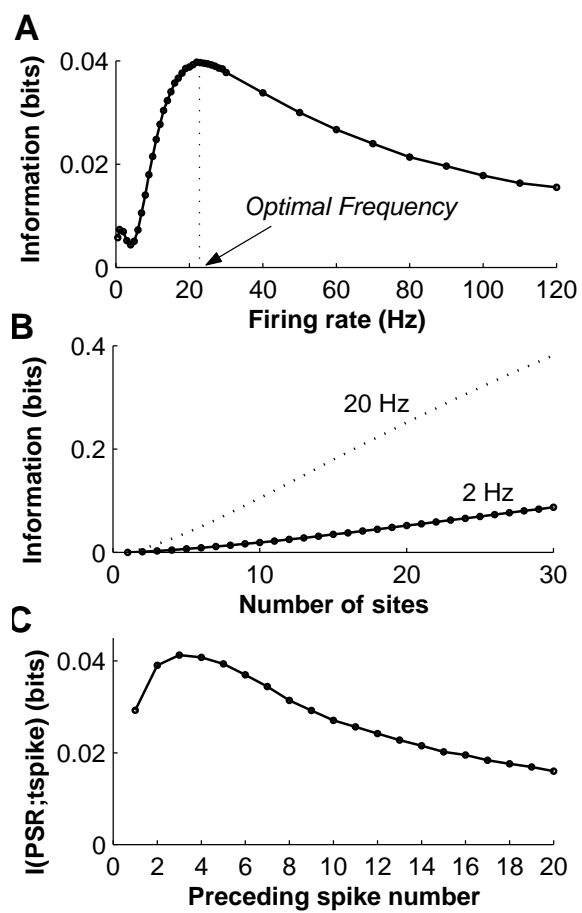 A
Information (bits)
0.04
0.02
0
Optimal Frequency
0 20 40 60 80 100 120
Firing rate (Hz)
B
Information (bits)
0.4
0.2
0
20 Hz
2 Hz
0 10 20 30
Number of sites
C
I(PSR;tspike) (bits)
0.04
0.02
0
0 2 4 6 8 10 12 14 16 18 20
Preceding spike number